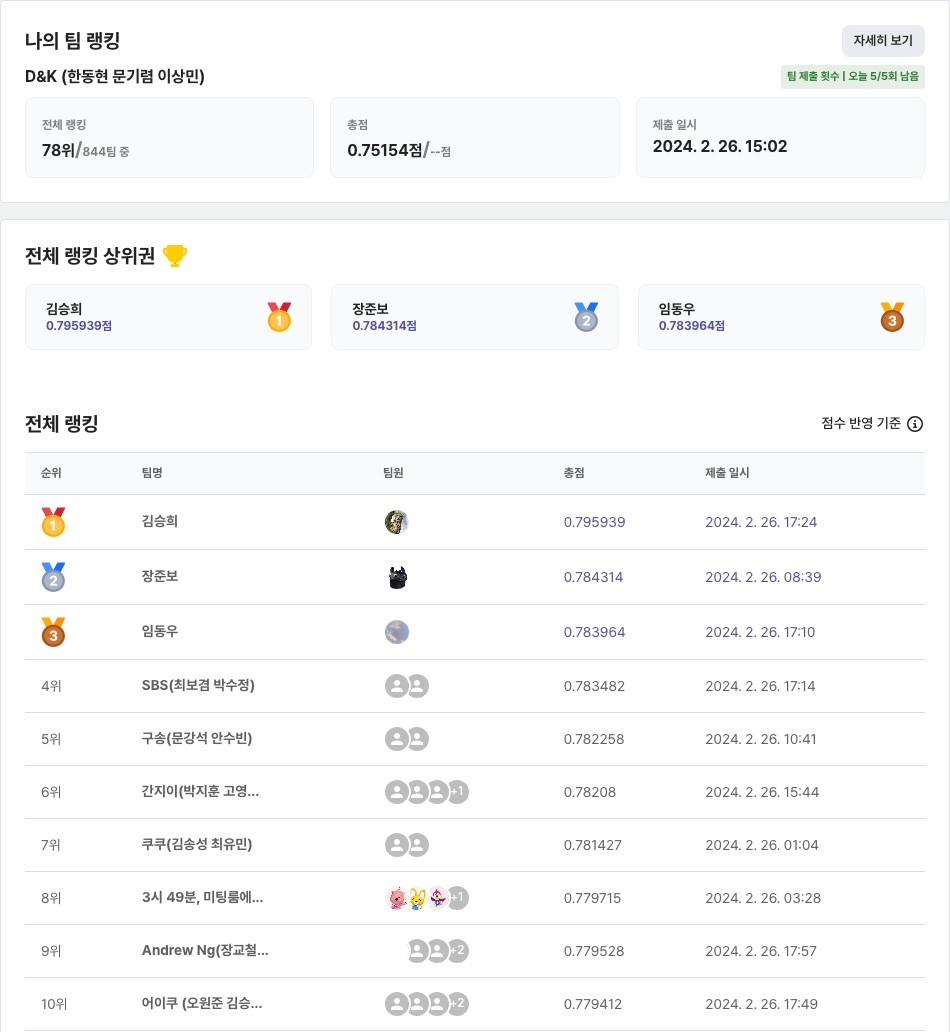 나의 팀 랭킹
자세히 보기
D&K (한동현 문기렴 이상민)
팀 제출 횟수 | 오늘 5/5회 남음
전체 랭킹
78위/844팀 중
총점
0.75154점/--점
제출 일시
2024. 2. 26. 15:02
전체 랭킹 상위권
김승희
0.795939점
1
장준보
0.784314점
2
임동우
0.783964점
3
전체 랭킹
점수 반영 기준
순위 팀명 팀원 총점 제출 일시
1 김승희 0.795939 2024. 2. 26. 17:24
2 장준보 0.784314 2024. 2. 26. 08:39
3 임동우 0.783964 2024. 2. 26. 17:10
4위 SBS(최보겸 박수정) 0.783482 2024. 2. 26. 17:14
5위 구송(문강석 안수빈) 0.782258 2024. 2. 26. 10:41
6위 간지이(박지훈 고영... +1 0.78208 2024. 2. 26. 15:44
7위 쿠쿠(김송성 최유민) 0.781427 2024. 2. 26. 01:04
8위 3시 49분, 미팅룸에... +1 0.779715 2024. 2. 26. 03:28
9위 Andrew Ng(장교철... +2 0.779528 2024. 2. 26. 17:57
10위 어이쿠 (오원준 김승... +2 0.779412 2024. 2. 26. 17:49